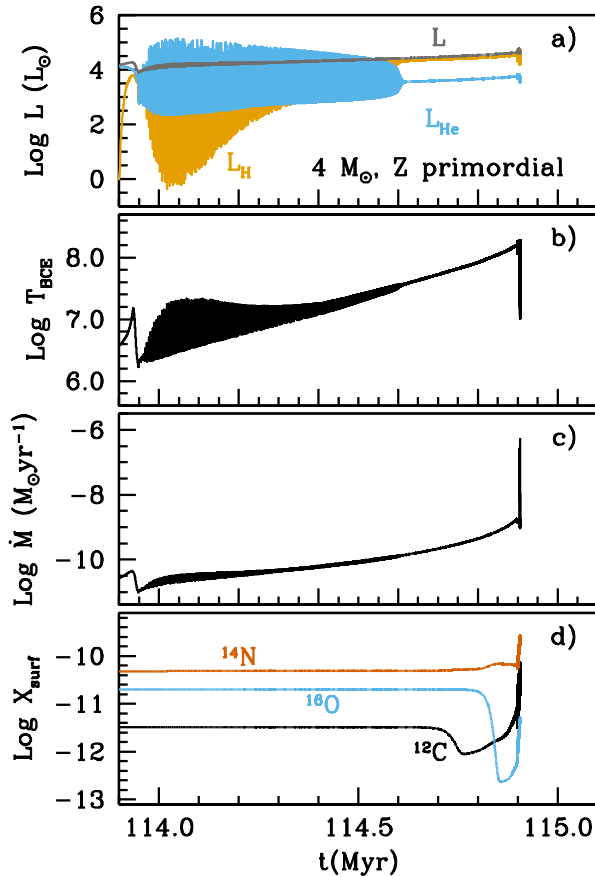 a)
L
Log L (L⊙)
6
4
2
0
L_He
L_H
4 M⊙, Z primordial
b)
Log T_BCE
8.0
7.0
6.0
c)
Log Ṁ (M⊙yr⁻¹)
−6
−8
−10
d)
Log X_surf
−10
−11
−12
−13
¹⁴N
¹⁶O
¹²C
114.0
114.5
115.0
t(Myr)